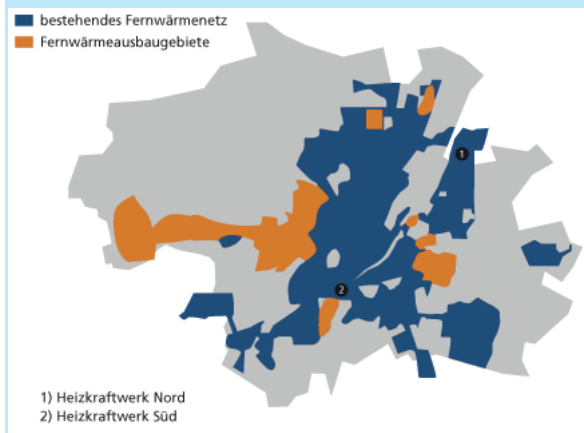 bestehendes Fernwärmenetz
Fernwärmeausbaugebiete
1
2
1) Heizkraftwerk Nord
2) Heizkraftwerk Süd